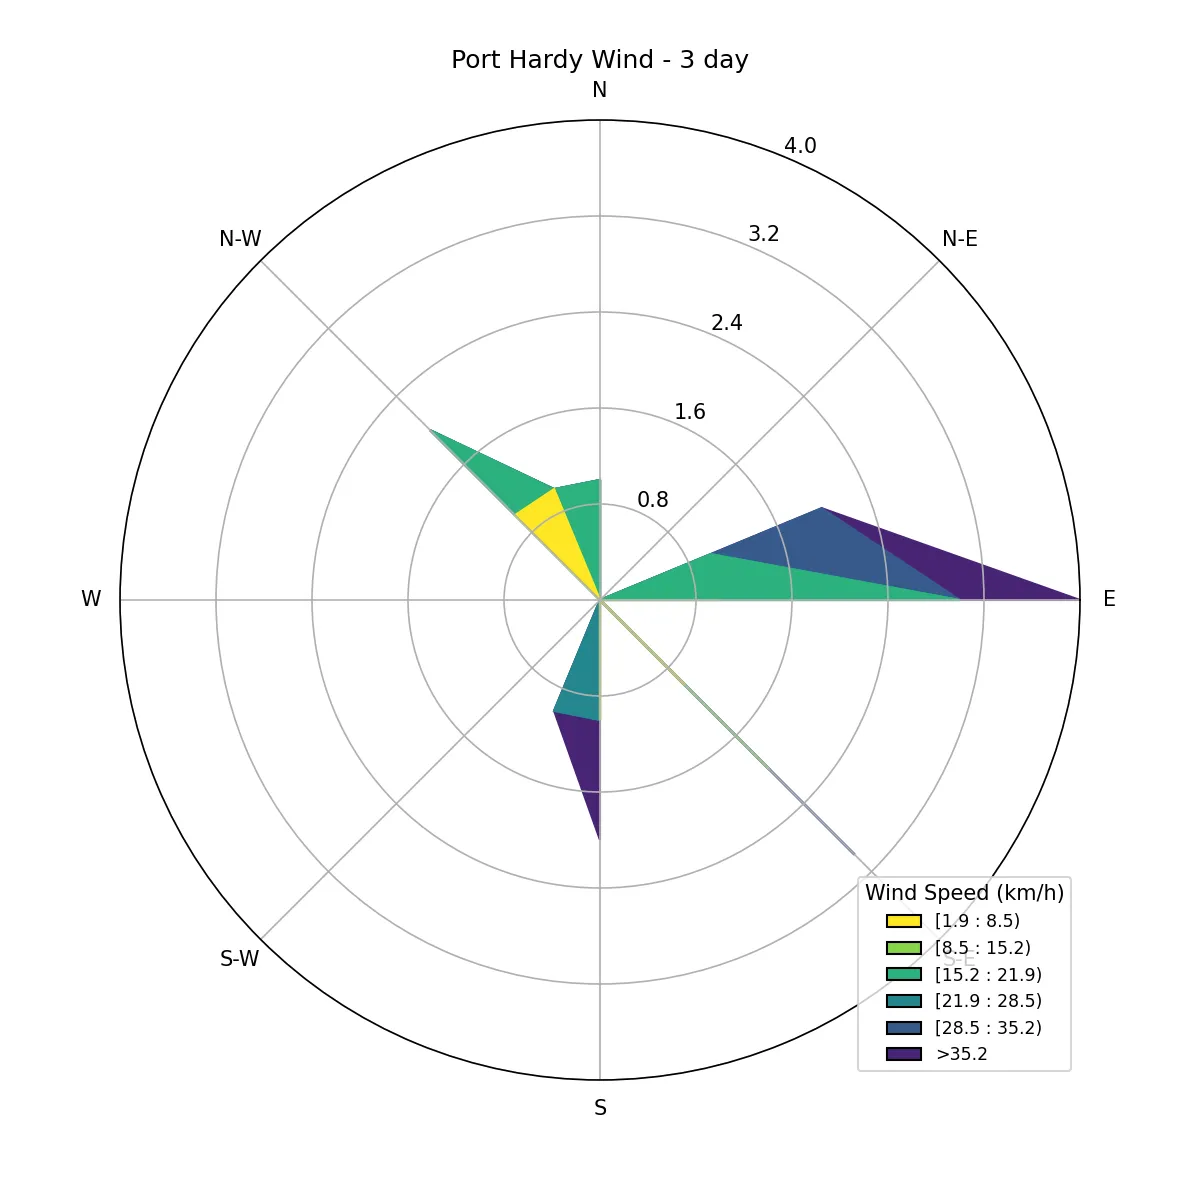 Port Hardy Wind - 3 day
N
4.0
N-W
3.2
N-E
2.4
1.6
0.8
W
E
Wind Speed (km/h)
[1.9 : 8.5)
[8.5 : 15.2)
S-W
S-E
[15.2 : 21.9)
[21.9 : 28.5)
[28.5 : 35.2)
>35.2
S